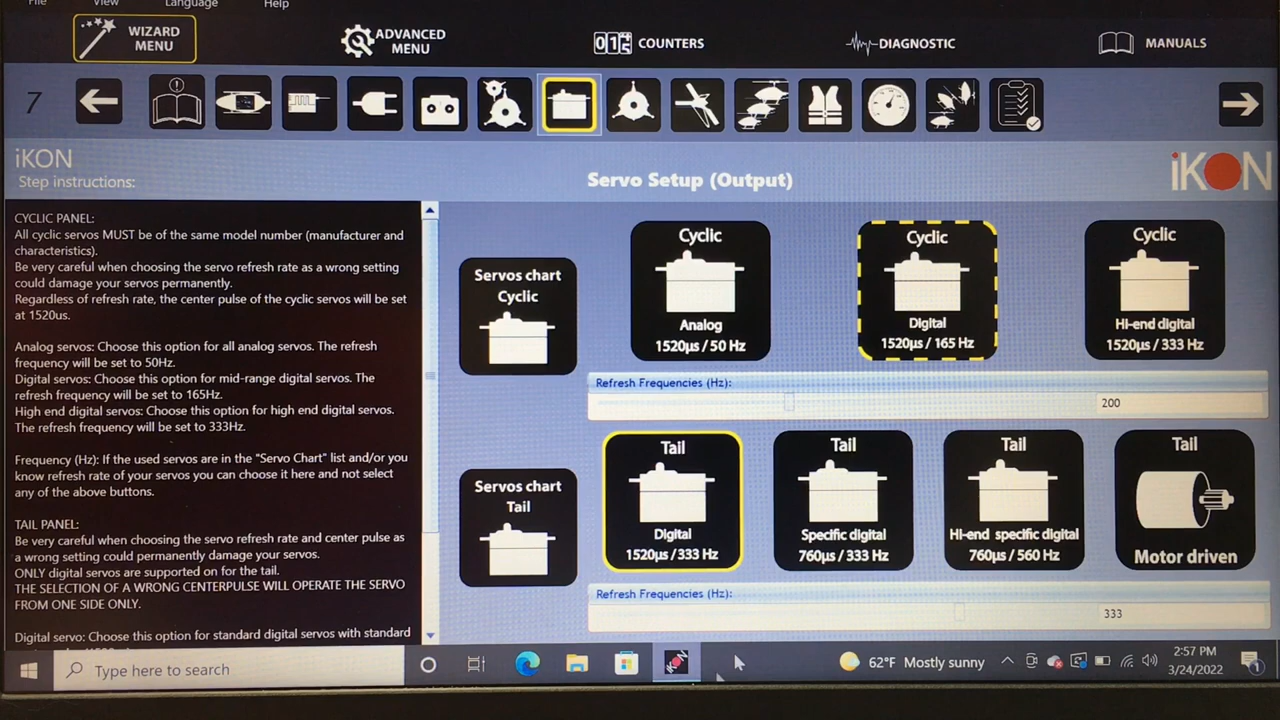 File
View
Language
Help
WIZARD
MENU
ADVANCED
MENU
COUNTERS
DIAGNOSTIC
MANUALS
7
iKON
Step instructions:
Servo Setup (Output)
iKON
CYCLIC PANEL:
All cyclic servos MUST be of the same model number (manufacturer and
characteristics).
Be very careful when choosing the servo refresh rate as a wrong setting
could damage your servos permanently.
Regardless of refresh rate, the center pulse of the cyclic servos will be set
at 1520us.
Analog servos: Choose this option for all analog servos. The refresh
frequency will be set to 50Hz.
Digital servos: Choose this option for mid-range digital servos. The
refresh frequency will be set to 165Hz.
High end digital servos: Choose this option for high end digital servos.
The refresh frequency will be set to 333Hz.
Frequency (Hz): If the used servos are in the "Servo Chart" list and/or you
know refresh rate of your servos you can choose it here and not select
any of the above buttons.
TAIL PANEL:
Be very careful when choosing the servo refresh rate and center pulse as
a wrong setting could permanently damage your servos.
ONLY digital servos are supported on for the tail.
THE SELECTION OF A WRONG CENTERPULSE WILL OPERATE THE SERVO
FROM ONE SIDE ONLY.
Digital servo: Choose this option for standard digital servos with standard
Servos chart
Cyclic
Cyclic
Analog
1520µs / 50 Hz
Cyclic
Digital
1520µs / 165 Hz
Cyclic
HI-end digital
1520µs / 333 Hz
Refresh Frequencies (Hz):
200
Servos chart
Tail
Tail
Digital
1520µs/333 Hz
Tail
Specific digital
760µs / 333 Hz
Tail
HI-end specific digital
760µs / 560 Hz
Tail
Motor driven
Refresh Frequencies (Hz):
333
Type here to search
iKON
62°F Mostly sunny
2:57 PM
3/24/2022
1